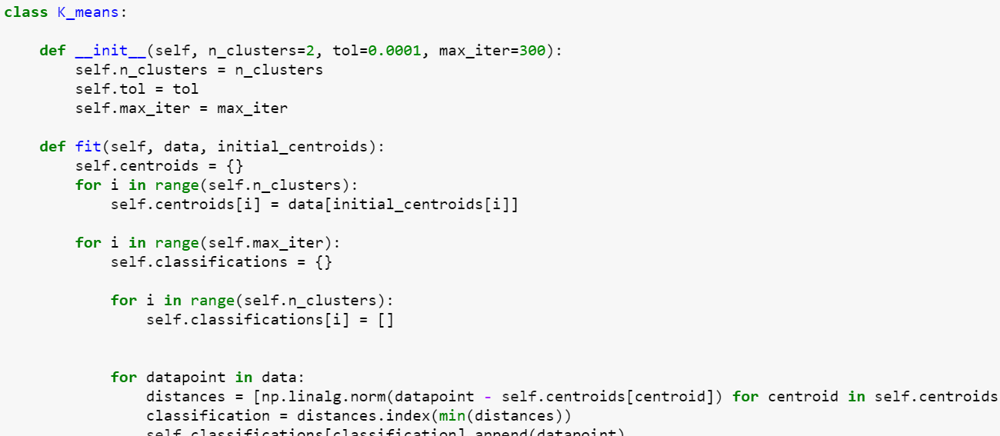 class K_means:
    def __init__(self, n_clusters=2, tol=0.0001, max_iter=300):
        self.n_clusters = n_clusters
        self.tol = tol
        self.max_iter = max_iter
    def fit(self, data, initial_centroids):
        self.centroids = {}
        for i in range(self.n_clusters):
            self.centroids[i] = data[initial_centroids[i]]
        for i in range(self.max_iter):
            self.classifications = {}
            for i in range(self.n_clusters):
                self.classifications[i] = []
            for datapoint in data:
                distances = [np.linalg.norm(datapoint - self.centroids[centroid]) for centroid in self.centroids
                classification = distances.index(min(distances))
                self.classifications[classification].append(datapoint)